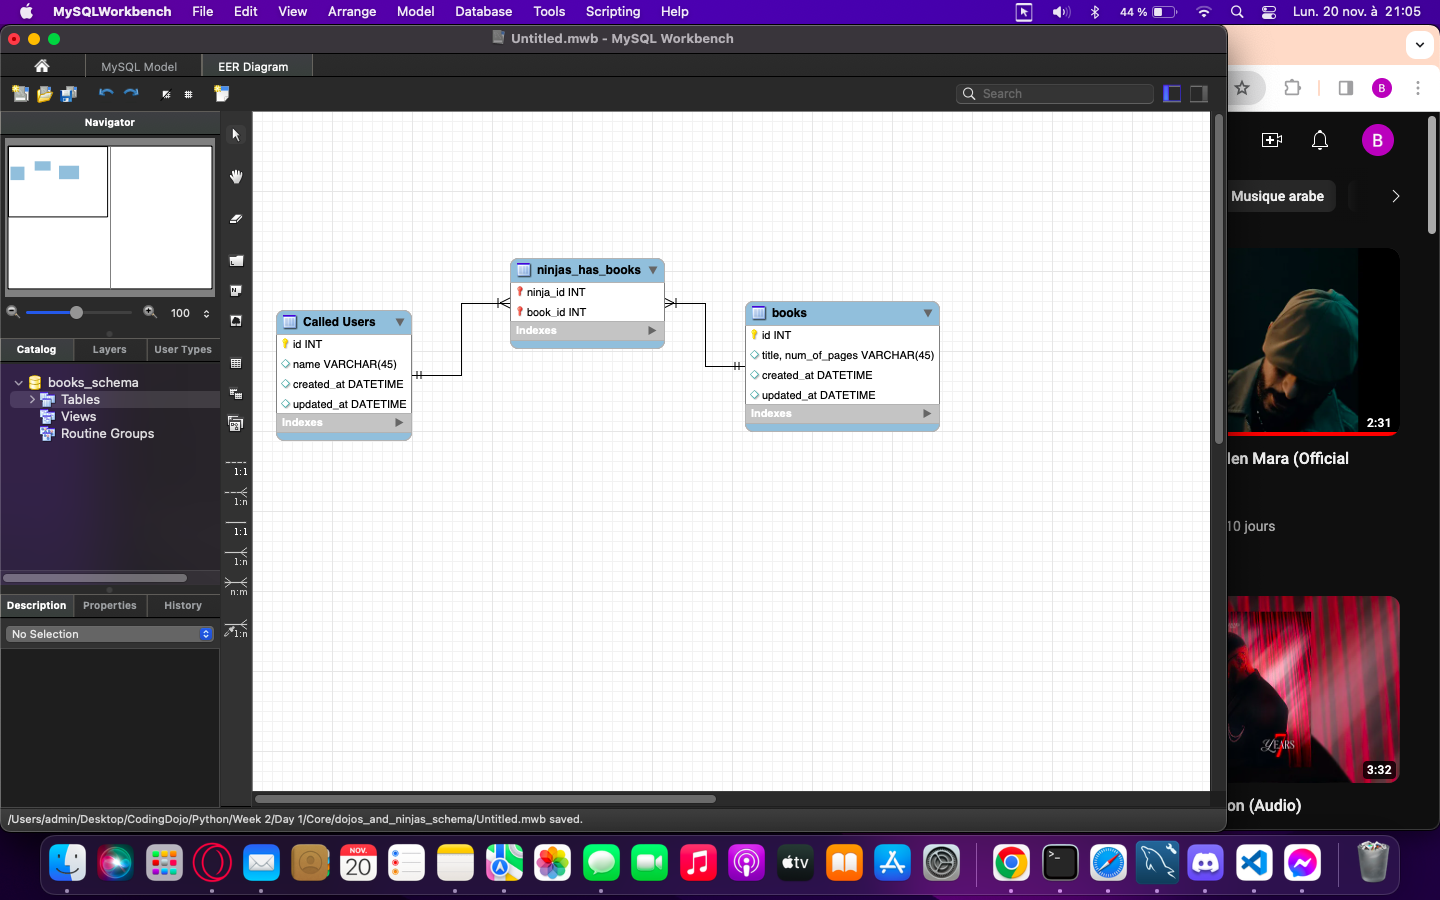 MySQLWorkbench File Edit View Arrange Model Database Tools Scripting Help 44 % Lun. 20 nov. à 21:05
Untitled.mwb - MySQL Workbench
MySQL Model EER Diagram
Search
B
Navigator
100
Catalog Layers User Types
books_schema
Tables
Views
Routine Groups
Description Properties History
No Selection
1:1
1:n
1:1
1:n
n:m
1:n
Called Users
id INT
name VARCHAR(45)
created_at DATETIME
updated_at DATETIME
Indexes
ninjas_has_books
ninja_id INT
book_id INT
Indexes
books
id INT
title, num_of_pages VARCHAR(45)
created_at DATETIME
updated_at DATETIME
Indexes
B
Musique arabe
2:31
len Mara (Official
10 jours
7
YEARS
3:32
on (Audio)
/Users/admin/Desktop/CodingDojo/Python/Week 2/Day 1/Core/dojos_and_ninjas_schema/Untitled.mwb saved.
NOV.
20
tv